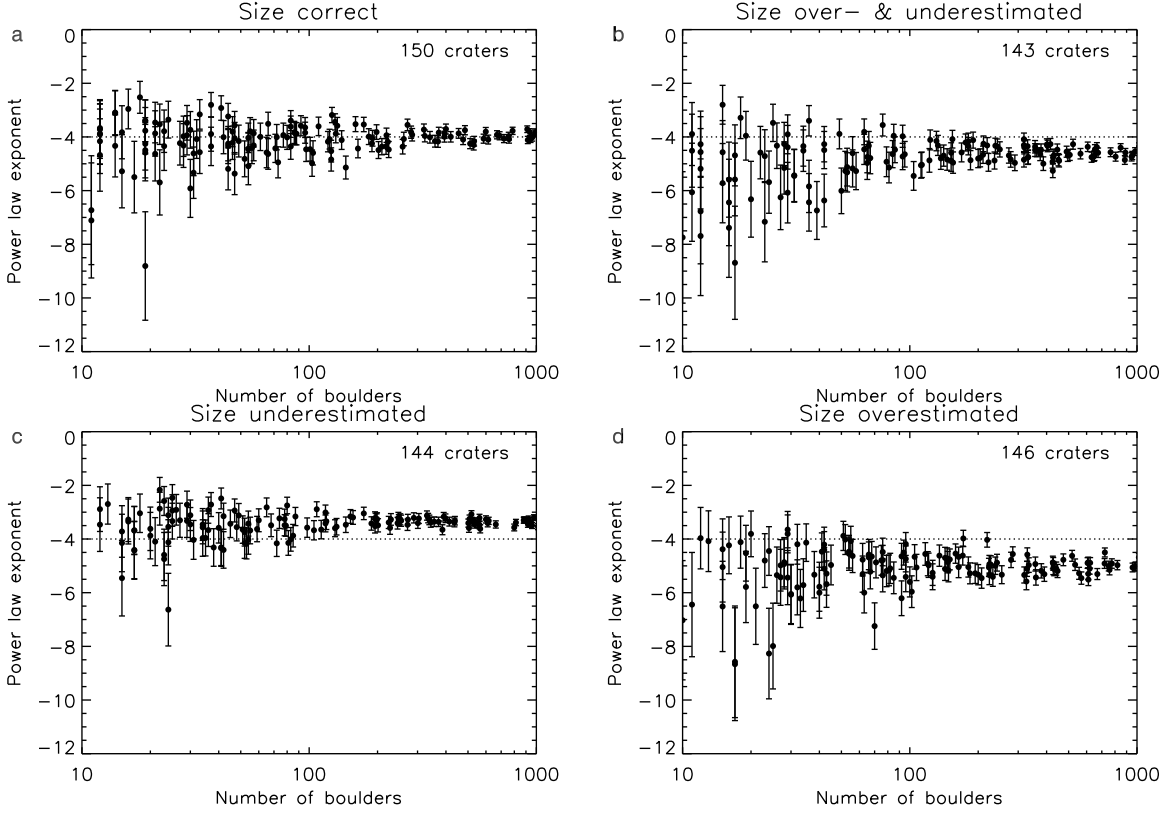 a
Size correct
150 craters
0
−2
−4
−6
−8
−10
−12
Power law exponent
10
100
1000
Number of boulders
b
Size over− & underestimated
143 craters
0
−2
−4
−6
−8
−10
−12
Power law exponent
10
100
1000
Number of boulders
c
Size underestimated
144 craters
0
−2
−4
−6
−8
−10
−12
Power law exponent
10
100
1000
Number of boulders
d
Size overestimated
146 craters
0
−2
−4
−6
−8
−10
−12
Power law exponent
10
100
1000
Number of boulders